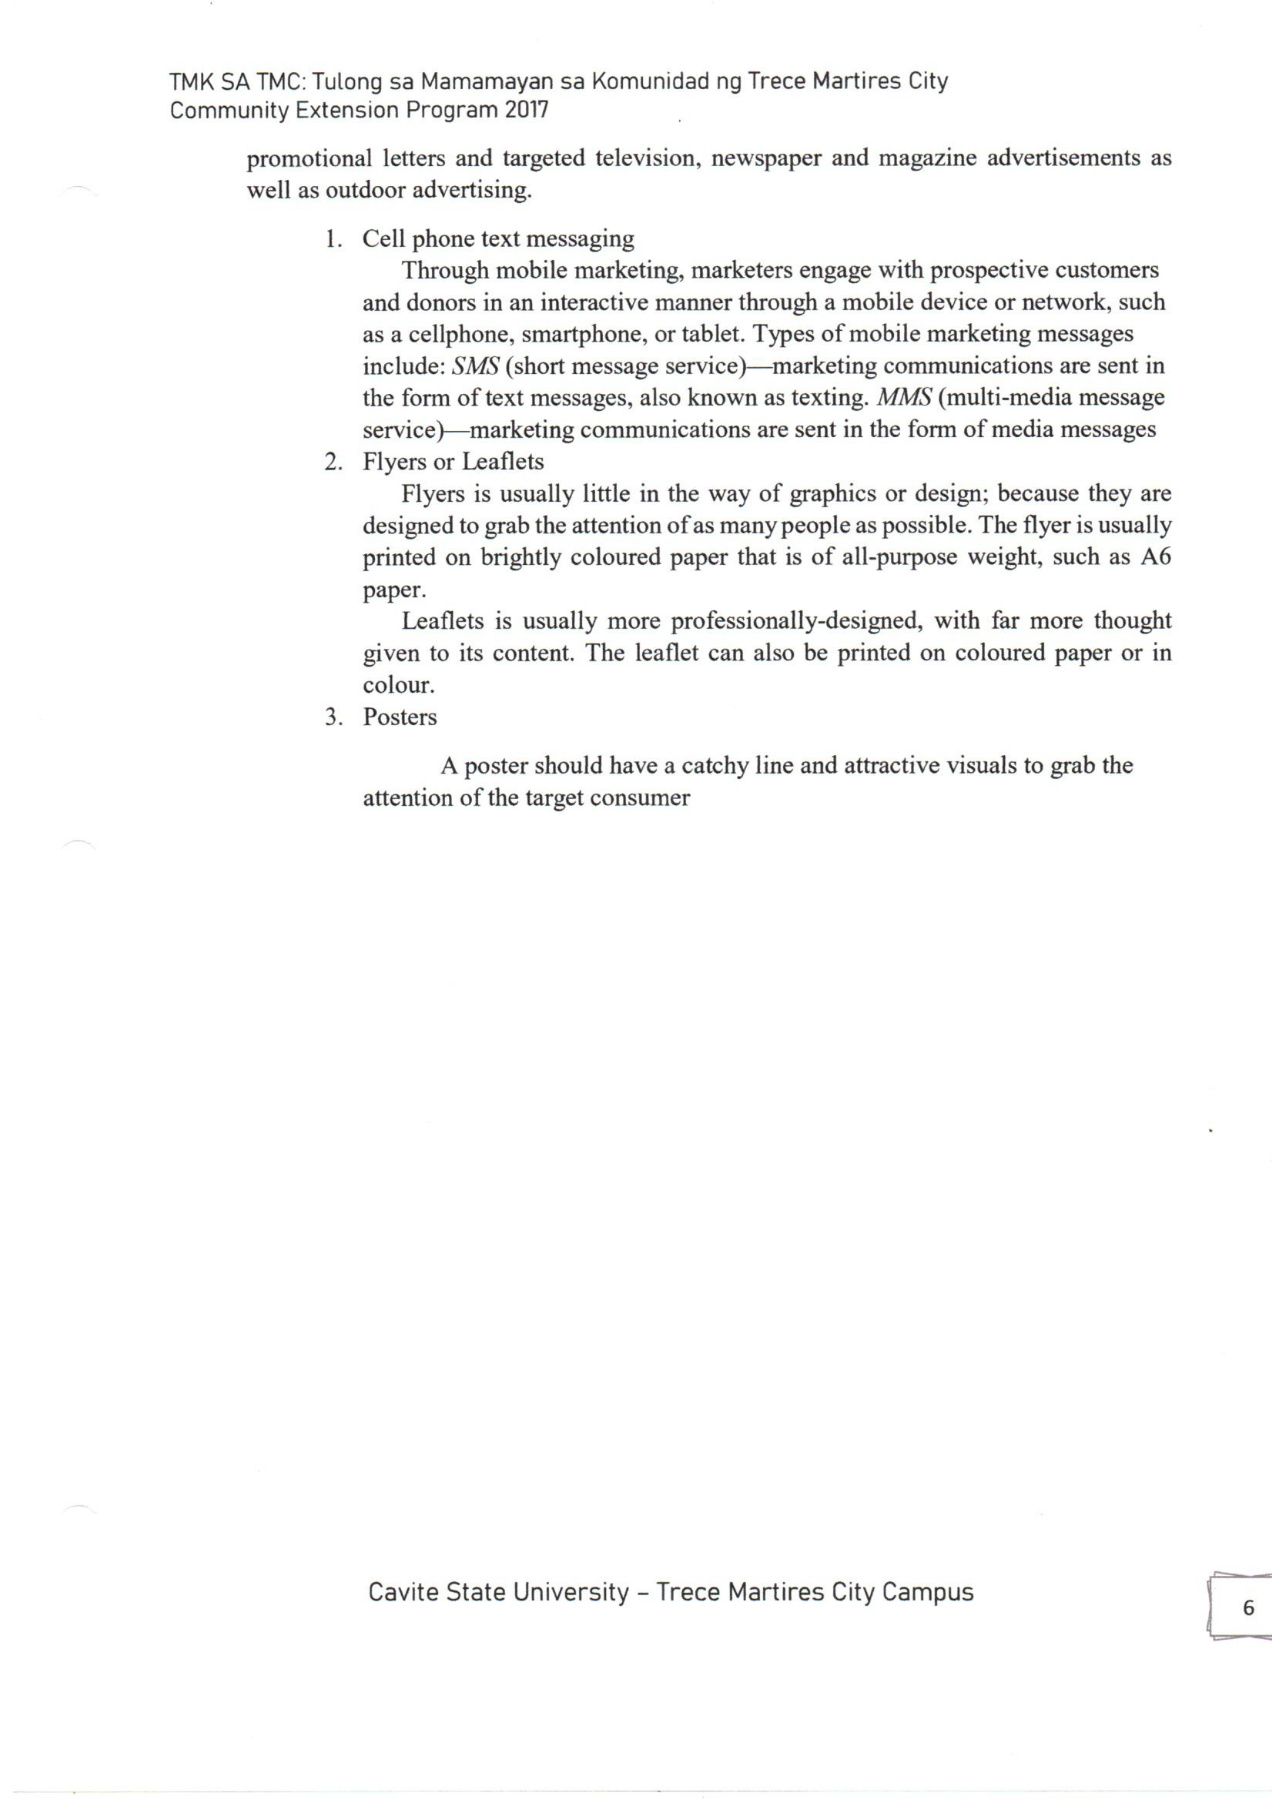 TMK SA TMC: Tulong sa Mamamayan sa Komunidad ng Trece Martires City
Community Extension Program 2017
promotional letters and targeted television, newspaper and magazine advertisements as
well as outdoor advertising.
1. Cell phone text messaging
Through mobile marketing, marketers engage with prospective customers
and donors in an interactive manner through a mobile device or network, such
as a cellphone, smartphone, or tablet. Types of mobile marketing messages
include: SMS (short message service)—marketing communications are sent in
the form of text messages, also known as texting. MMS (multi-media message
service)—marketing communications are sent in the form of media messages
2. Flyers or Leaflets
Flyers is usually little in the way of graphics or design; because they are
designed to grab the attention of as many people as possible. The flyer is usually
printed on brightly coloured paper that is of all-purpose weight, such as A6
paper.
Leaflets is usually more professionally-designed, with far more thought
given to its content. The leaflet can also be printed on coloured paper or in
colour.
3. Posters
A poster should have a catchy line and attractive visuals to grab the
attention of the target consumer
Cavite State University – Trece Martires City Campus
6